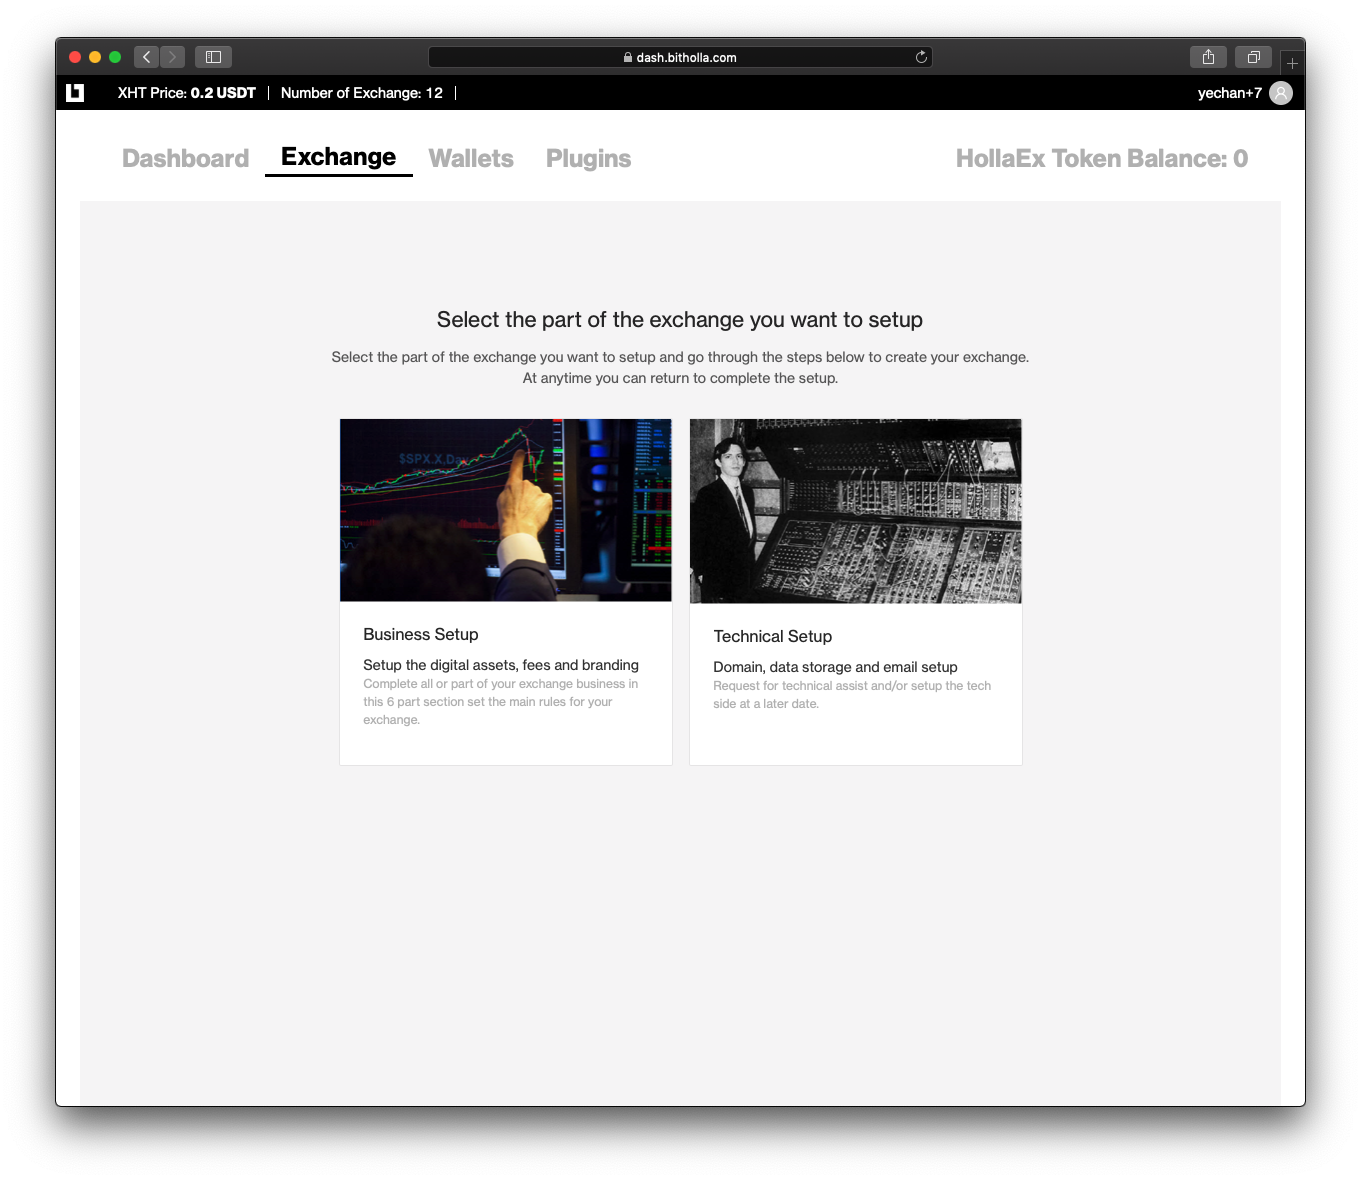 dash.bitholla.com
XHT Price: 0.2 USDT | Number of Exchange: 12 |
yechan+7
Dashboard Exchange Wallets Plugins
HollaEx Token Balance: 0
Select the part of the exchange you want to setup
Select the part of the exchange you want to setup and go through the steps below to create your exchange.
At anytime you can return to complete the setup.
$SPX.X,Da
Business Setup
Setup the digital assets, fees and branding
Complete all or part of your exchange business in
this 6 part section set the main rules for your
exchange.
Technical Setup
Domain, data storage and email setup
Request for technical assist and/or setup the tech
side at a later date.